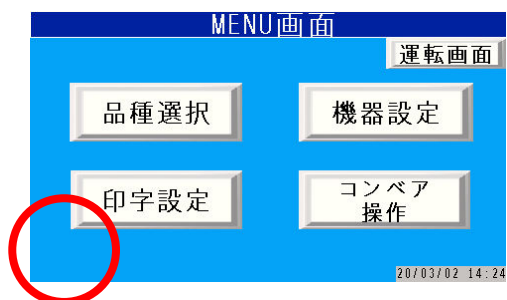 MENU画面
運転画面
品種選択
機器設定
印字設定
コンベア
操作
20/03/02 14:24